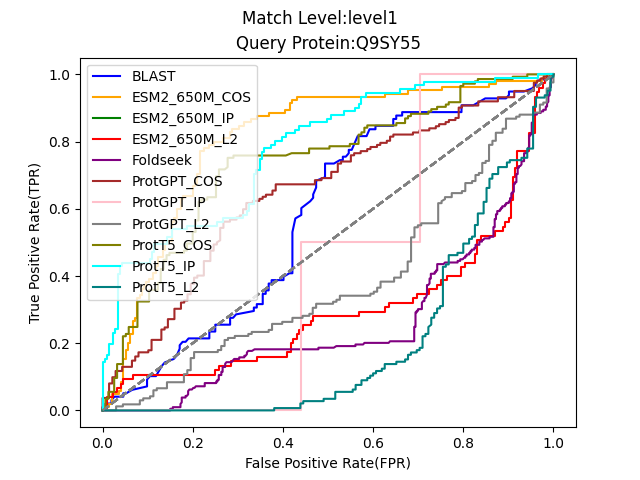 Match Level:level1
Query Protein:Q9SY55
True Positive Rate(TPR)
1.0
0.8
0.6
0.4
0.2
0.0
BLAST
ESM2_650M_COS
ESM2_650M_IP
ESM2_650M_L2
Foldseek
ProtGPT_COS
ProtGPT_IP
ProtGPT_L2
ProtT5_COS
ProtT5_IP
ProtT5_L2
0.0 0.2 0.4 0.6 0.8 1.0
False Positive Rate(FPR)